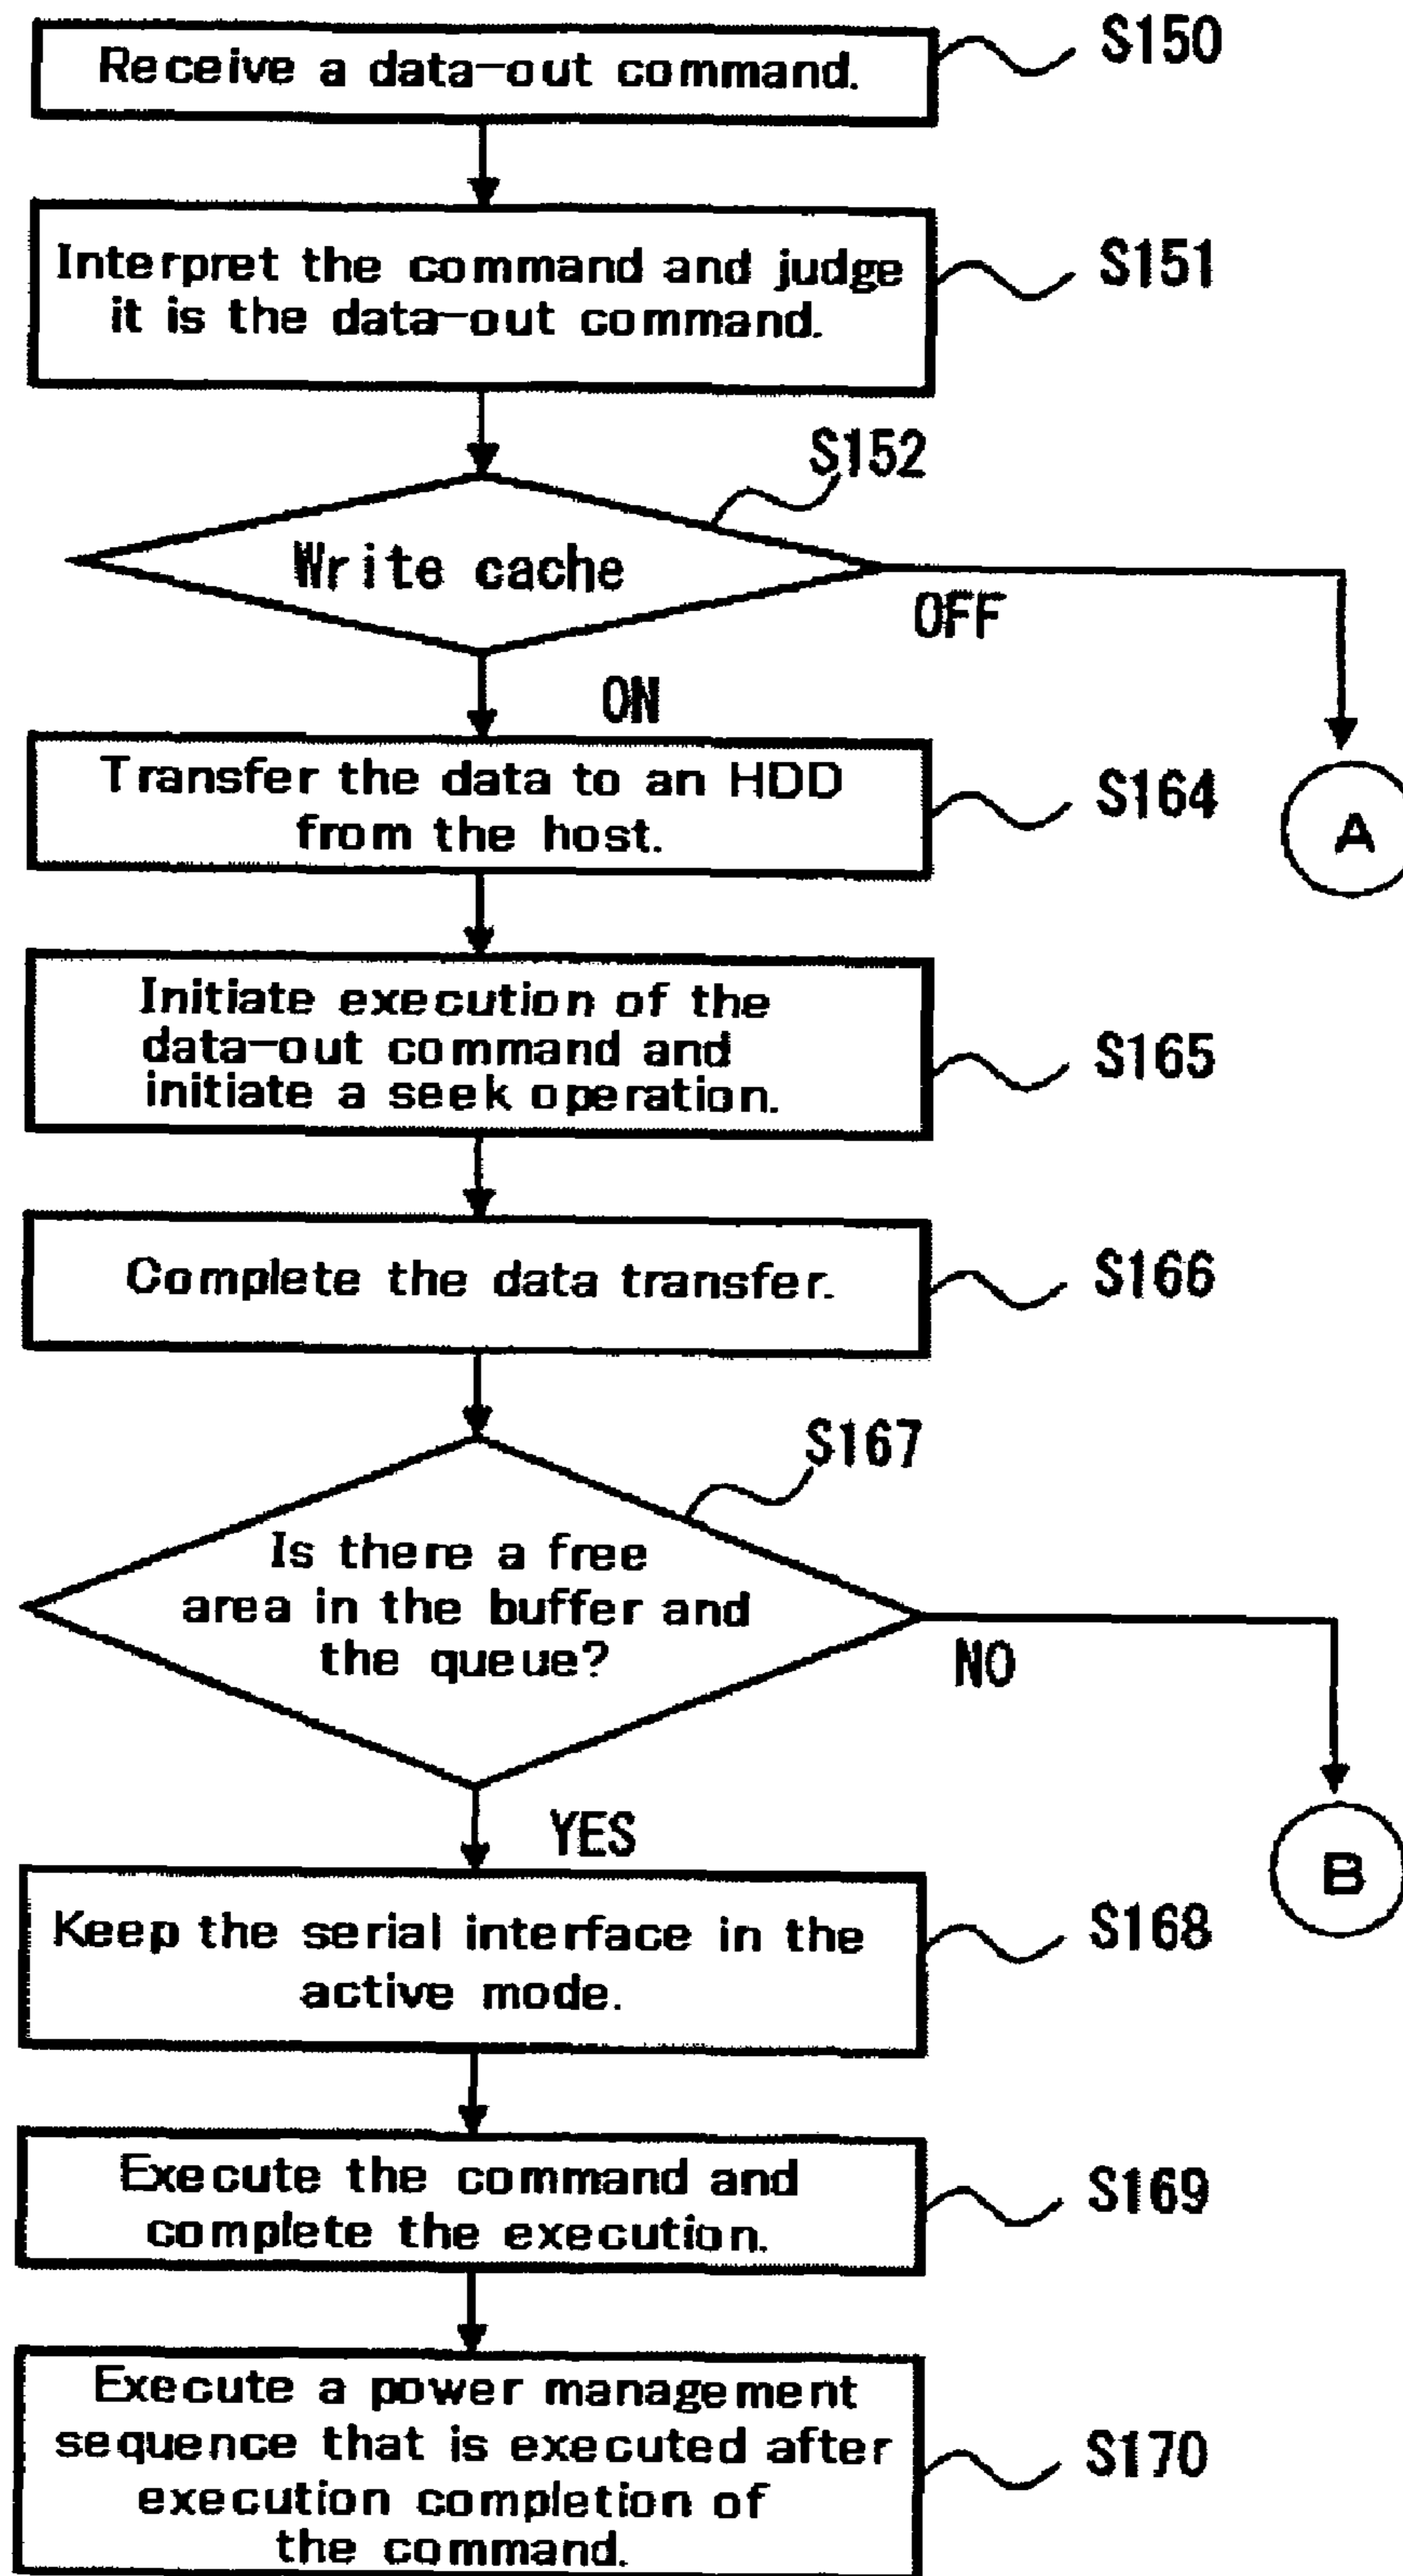 Receive a data-out command.
S150
Interpret the command and judge
it is the data-out command.
S151
S152
Write cache
OFF
ON
Transfer the data to an HDD
from the host.
S164
A
Initiate execution of the
data-out command and
initiate a seek operation.
S165
Complete the data transfer.
S166
S167
Is there a free
area in the buffer and
the queue?
NO
YES
B
Keep the serial interface in the
active mode.
S168
Execute the command and
complete the execution.
S169
Execute a power management
sequence that is executed after
execution completion of
the command.
S170